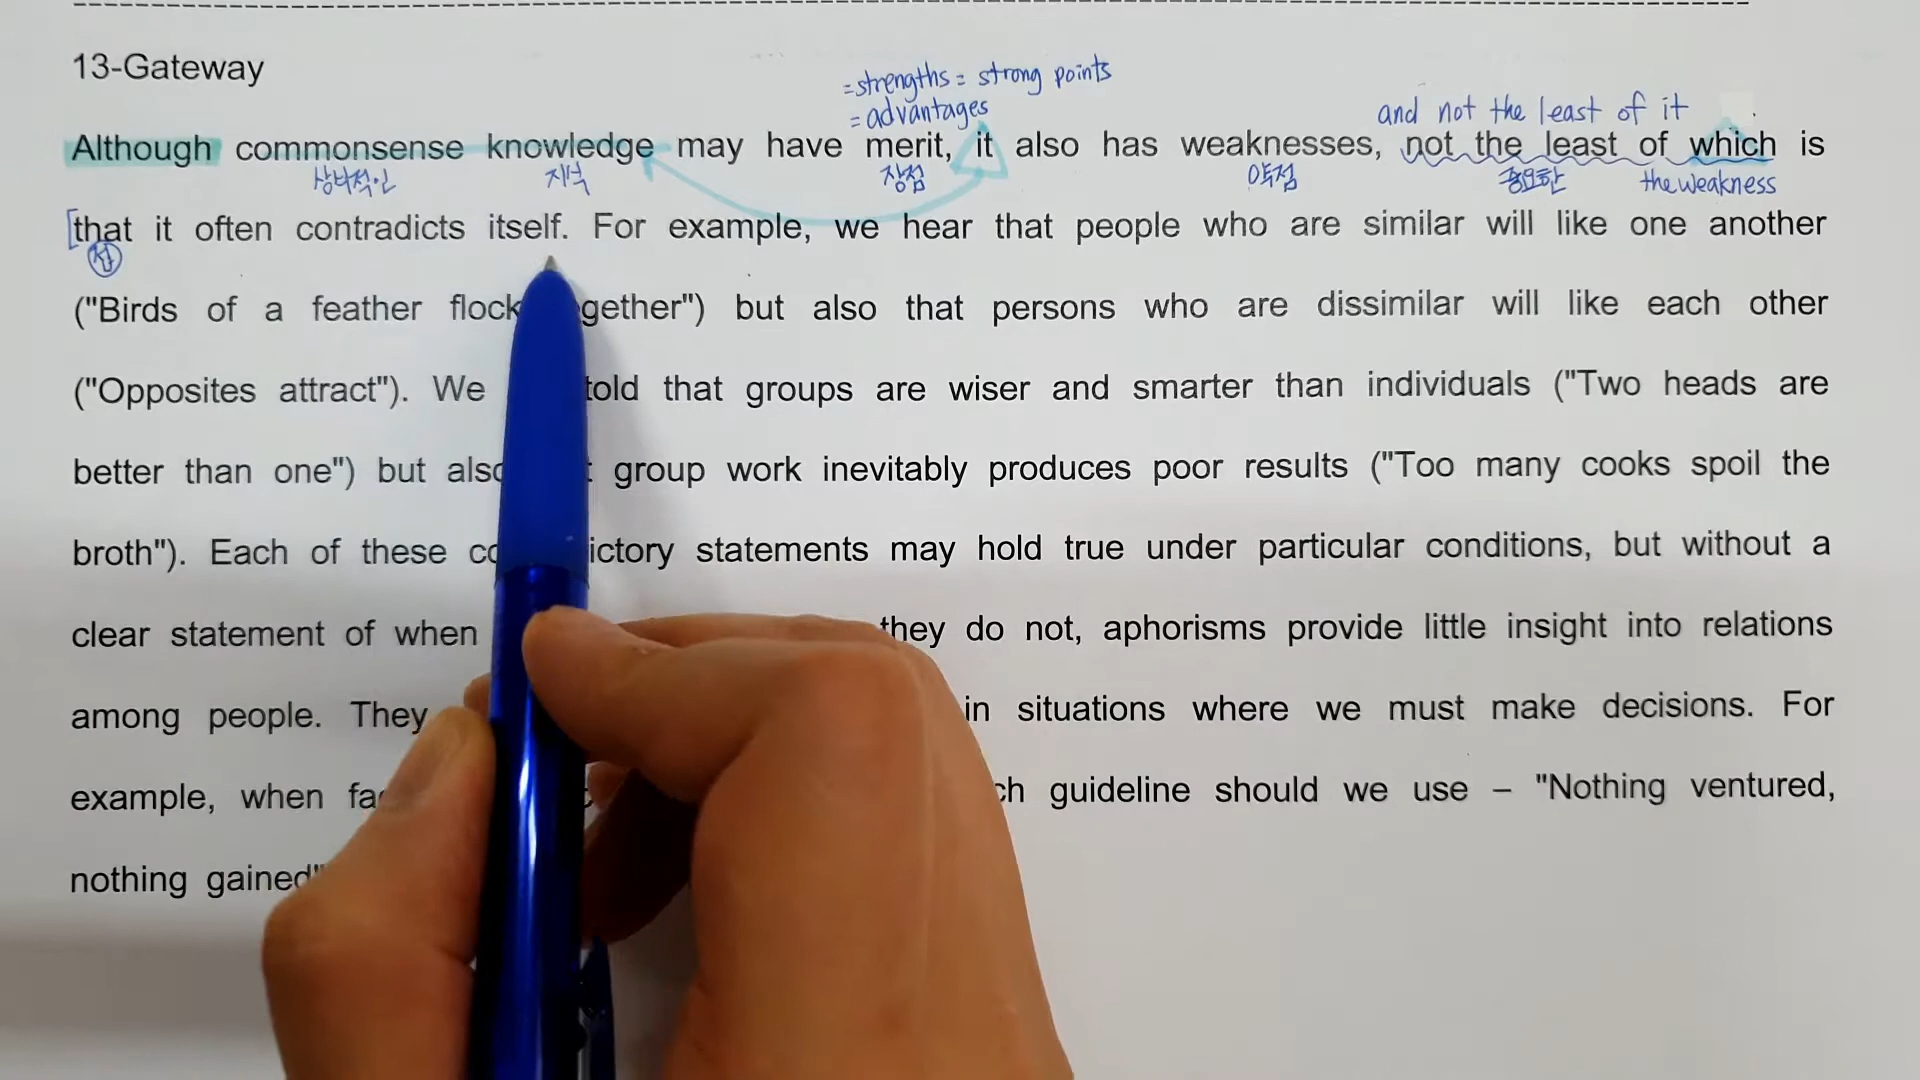 13-Gateway
=strengths= strong points
= advantages
and not the least of it
Although commonsense knowledge may have merit, it also has weaknesses, not the least of which is
상식적인 지식 장점 약점 중요한 the weakness
[that it often contradicts itself. For example, we hear that people who are similar will like one another
접
("Birds of a feather flock gether") but also that persons who are dissimilar will like each other
("Opposites attract"). We told that groups are wiser and smarter than individuals ("Two heads are
better than one") but also group work inevitably produces poor results ("Too many cooks spoil the
broth"). Each of these ictory statements may hold true under particular conditions, but without a
clear statement of when they do not, aphorisms provide little insight into relations
among people. They in situations where we must make decisions. For
example, when guideline should we use – "Nothing ventured,
nothing gained"